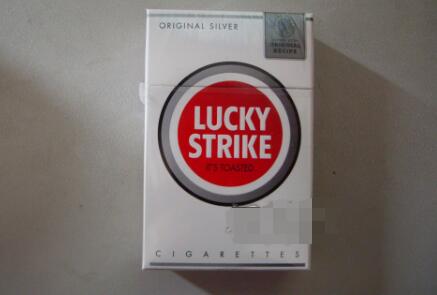 ORIGINAL SILVER
ORIGINAL
RECIPE
LUCKY
STRIKE
IT'S TOASTED
CIGARETTES